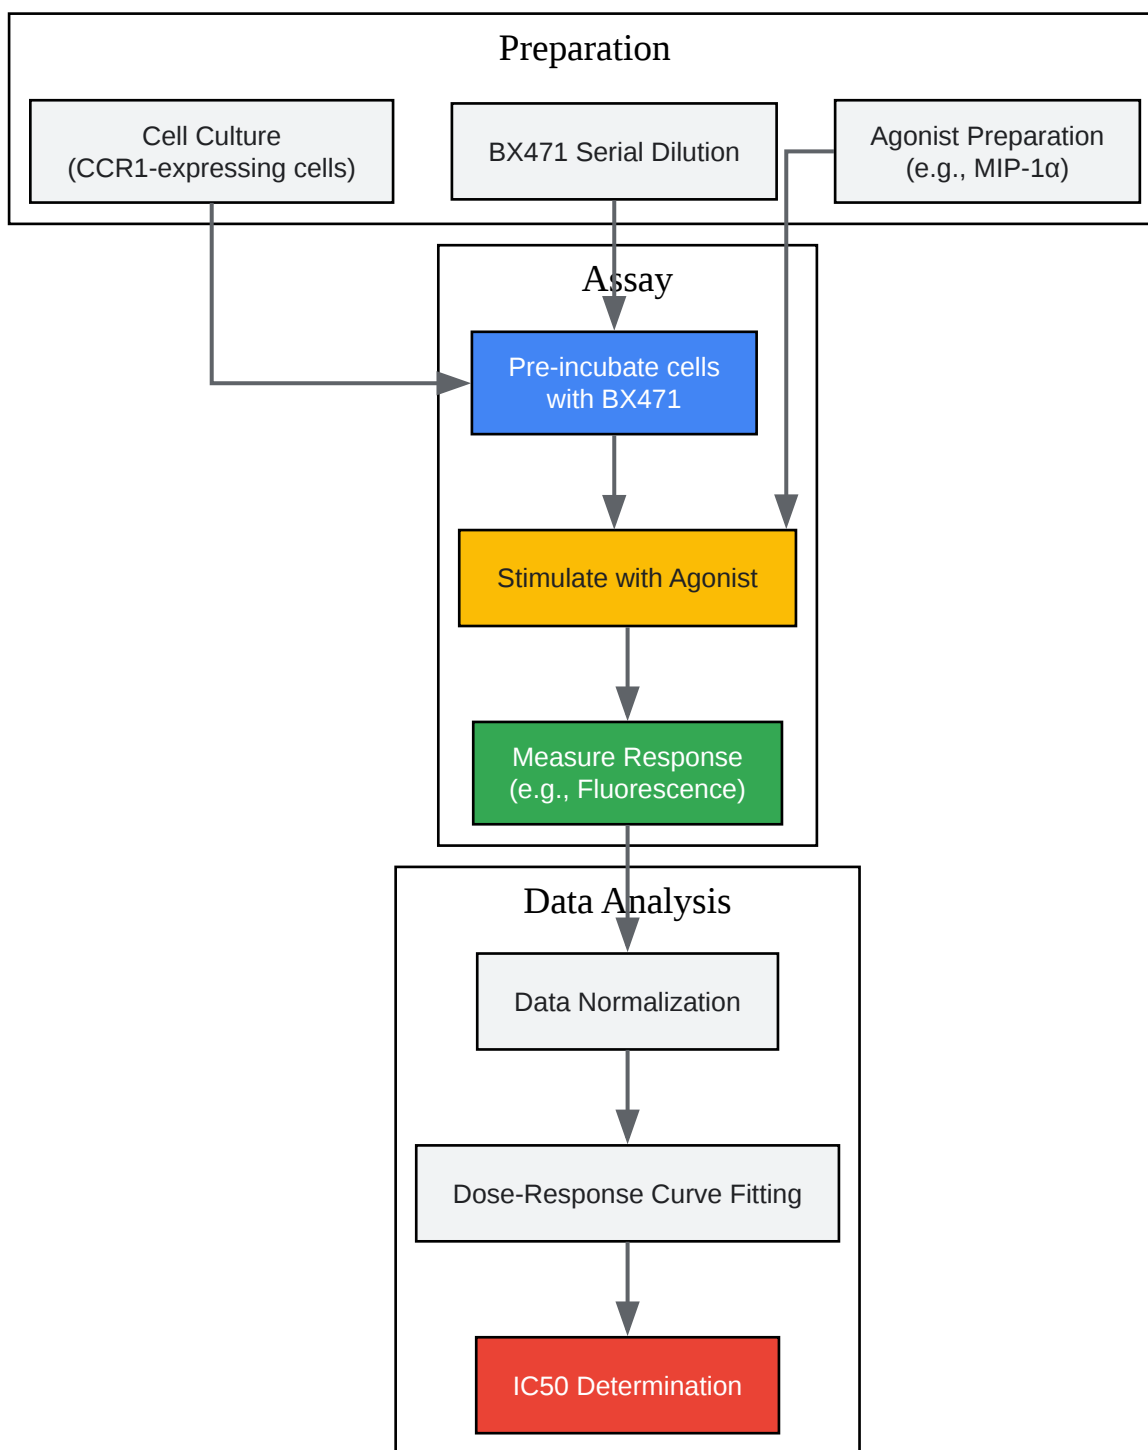 Preparation
Cell Culture
(CCR1-expressing cells)
BX471 Serial Dilution
Agonist Preparation
(e.g., MIP-1α)
Assay
Pre-incubate cells
with BX471
Stimulate with Agonist
Measure Response
(e.g., Fluorescence)
Data Analysis
Data Normalization
Dose-Response Curve Fitting
IC50 Determination